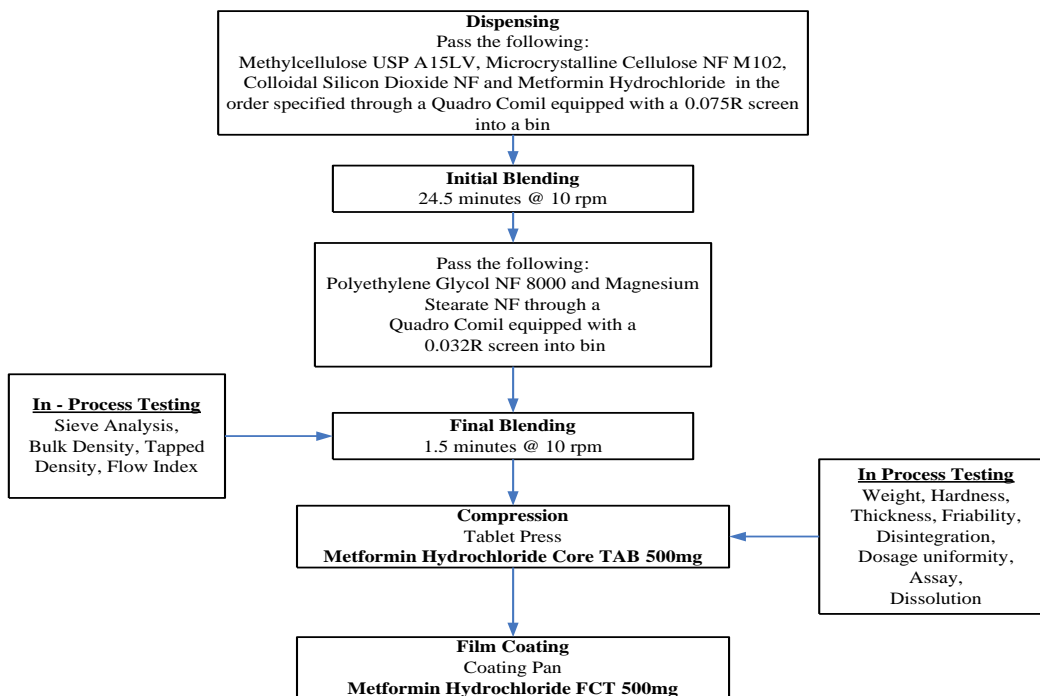 Dispensing
Pass the following:
Methylcellulose USP A15LV, Microcrystalline Cellulose NF M102,
Colloidal Silicon Dioxide NF and Metformin Hydrochloride in the
order specified through a Quadro Comil equipped with a 0.075R screen
into a bin
Initial Blending
24.5 minutes @ 10 rpm
Pass the following:
Polyethylene Glycol NF 8000 and Magnesium
Stearate NF through a
Quadro Comil equipped with a
0.032R screen into bin
In - Process Testing
Sieve Analysis,
Bulk Density, Tapped
Density, Flow Index
Final Blending
1.5 minutes @ 10 rpm
In Process Testing
Weight, Hardness,
Thickness, Friability,
Disintegration,
Dosage uniformity,
Assay,
Dissolution
Compression
Tablet Press
Metformin Hydrochloride Core TAB 500mg
Film Coating
Coating Pan
Metformin Hydrochloride FCT 500mg